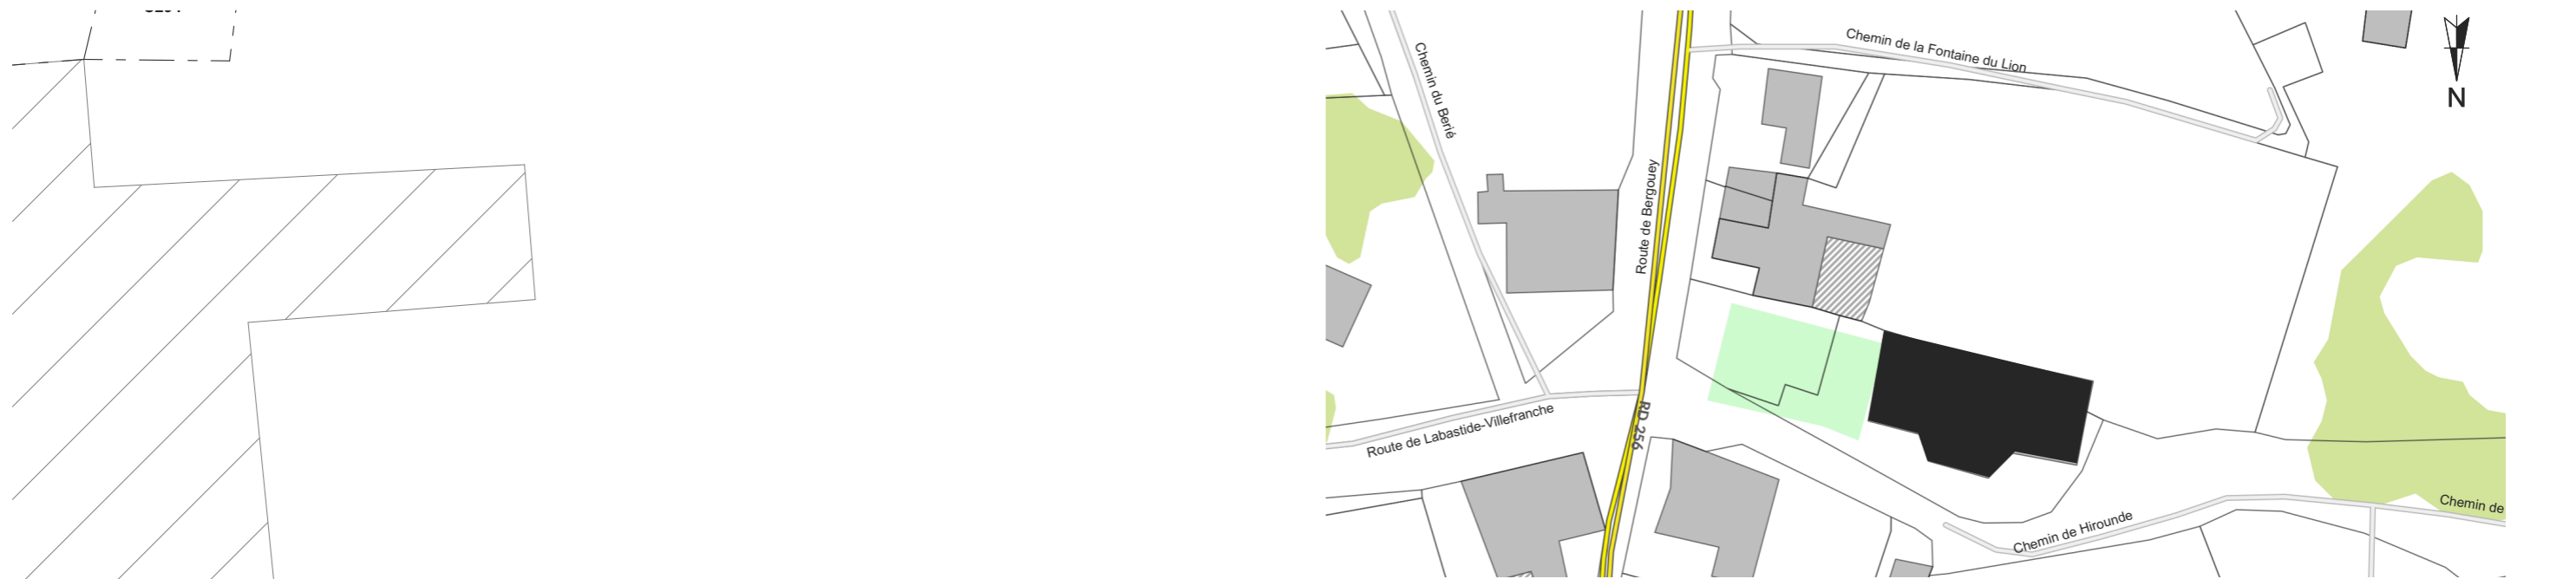 Chemin de la Fontaine du Lion
Chemin du Berié
N
Route de Bergouey
RD 256
Route de Labastide-Villefranche
Chemin de Hirounde
Chemin de